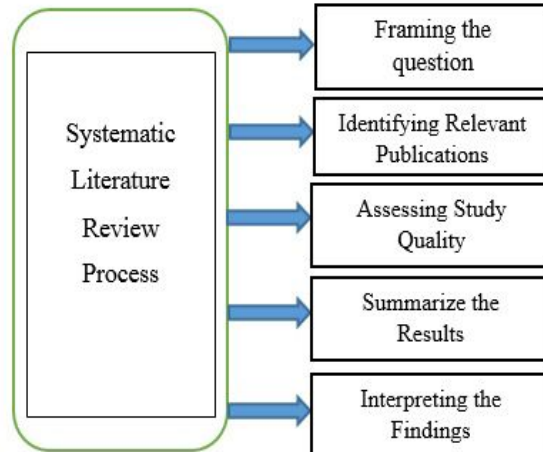 Systematic
Literature
Review
Process
Framing the
question
Identifying Relevant
Publications
Assessing Study
Quality
Summarize the
Results
Interpreting the
Findings